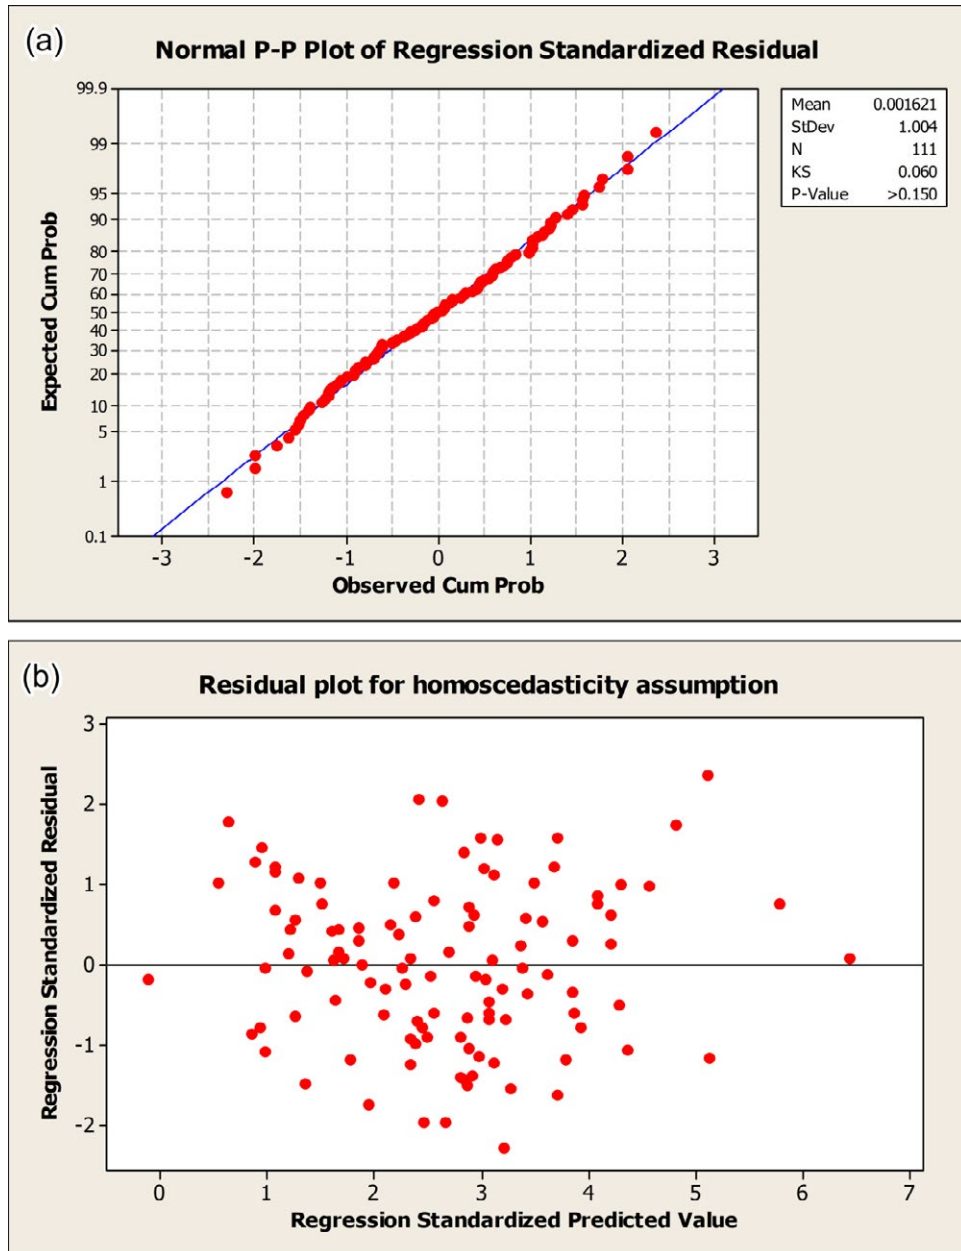 (a)
Normal P-P Plot of Regression Standardized Residual
Expected Cum Prob
99.9
99
95
90
80
70
60
50
40
30
20
10
5
1
0.1
-3 -2 -1 0 1 2 3
Observed Cum Prob
Mean 0.001621
StDev 1.004
N 111
KS 0.060
P-Value >0.150
(b)
Residual plot for homoscedasticity assumption
Regression Standardized Residual
3
2
1
0
-1
-2
0 1 2 3 4 5 6 7
Regression Standardized Predicted Value